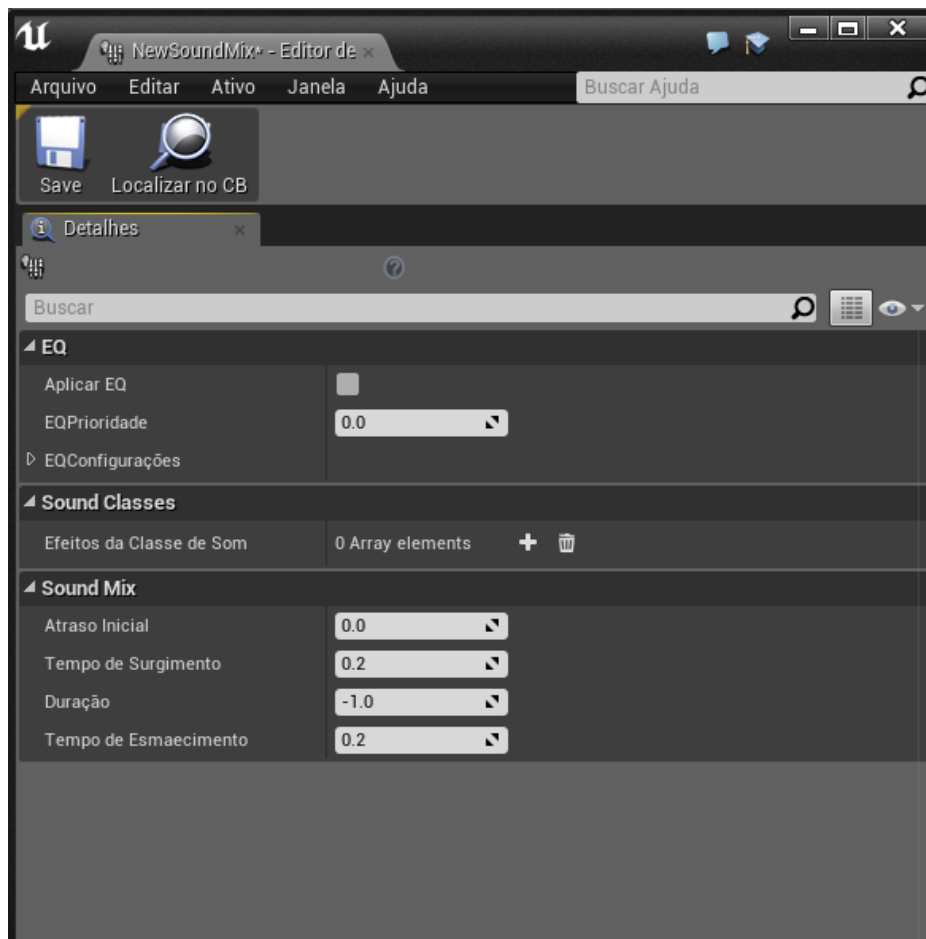 NewSoundMix* - Editor de
Arquivo Editar Ativo Janela Ajuda Buscar Ajuda
Save Localizar no CB
Detalhes
Buscar
EQ
Aplicar EQ
EQPrioridade 0.0
EQConfigurações
Sound Classes
Efeitos da Classe de Som 0 Array elements
Sound Mix
Atraso Inicial 0.0
Tempo de Surgimento 0.2
Duração -1.0
Tempo de Esmaecimento 0.2